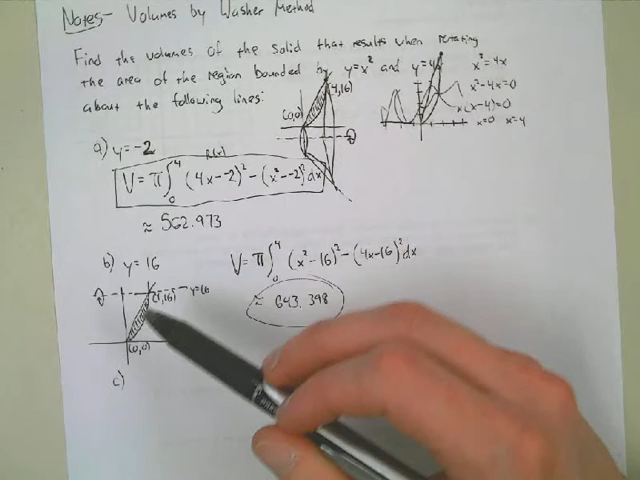 Notes- Volumes by Washer Method
Find the volumes of the solid that results when rotating
the area of the region bounded by y=x² and y=4x
about the following lines:
x²=4x
x²-4x=0
x(x-4)=0
x=0 x=4
(4,16)
(0,0)
a) y=-2
R(x)
V = π∫₀⁴ (4x--2)² - (x²--2)² dx
≈ 562.973
b) y=16
V = π∫₀⁴ (x²-16)² - (4x-16)² dx
≈ 643.398
(4,16) y=16
(0,0)
c)